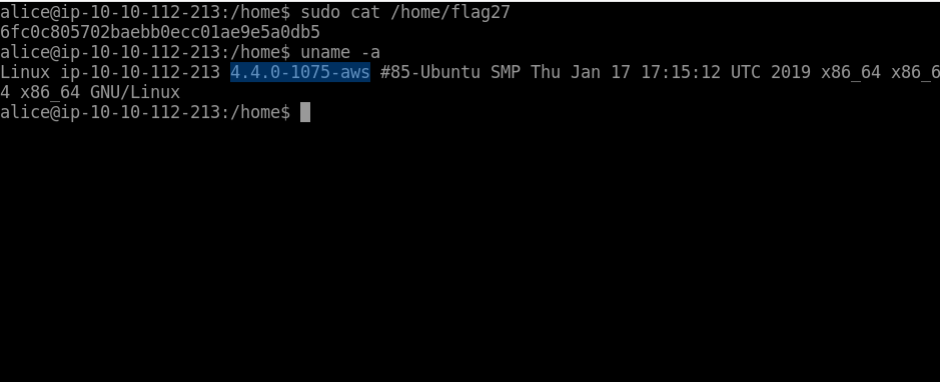 alice@ip-10-10-112-213:/home$ sudo cat /home/flag27
6fc0c805702baebb0ecc01ae9e5a0db5
alice@ip-10-10-112-213:/home$ uname -a
Linux ip-10-10-112-213 4.4.0-1075-aws #85-Ubuntu SMP Thu Jan 17 17:15:12 UTC 2019 x86_64 x86_6
4 x86_64 GNU/Linux
alice@ip-10-10-112-213:/home$